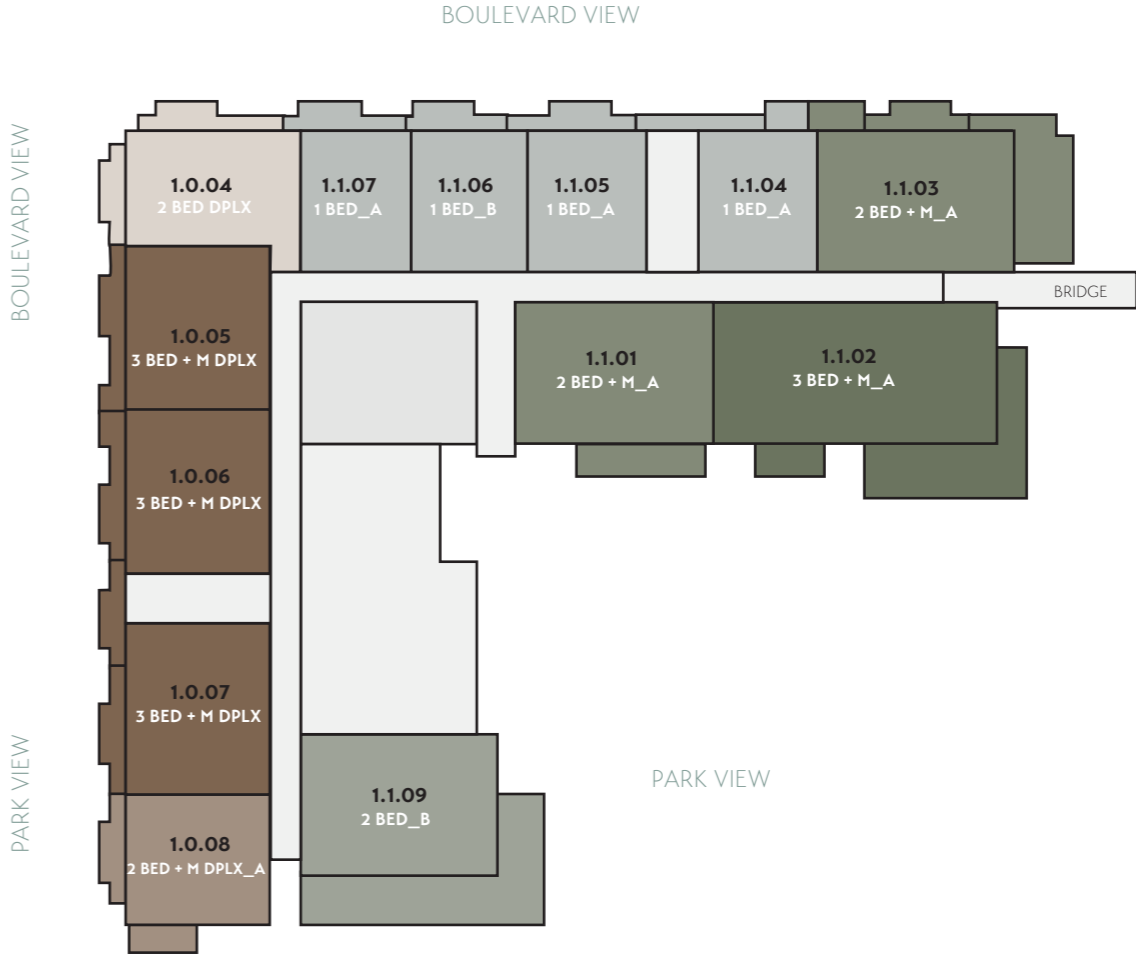 BOULEVARD VIEW
BOULEVARD VIEW
1.0.04
2 BED DPLX
1.1.07
1 BED_A
1.1.06
1 BED_B
1.1.05
1 BED_A
1.1.04
1 BED_A
1.1.03
2 BED + M_A
BRIDGE
1.0.05
3 BED + M DPLX
1.1.01
2 BED + M_A
1.1.02
3 BED + M_A
1.0.06
3 BED + M DPLX
1.0.07
3 BED + M DPLX
PARK VIEW
PARK VIEW
1.1.09
2 BED_B
1.0.08
2 BED + M DPLX_A